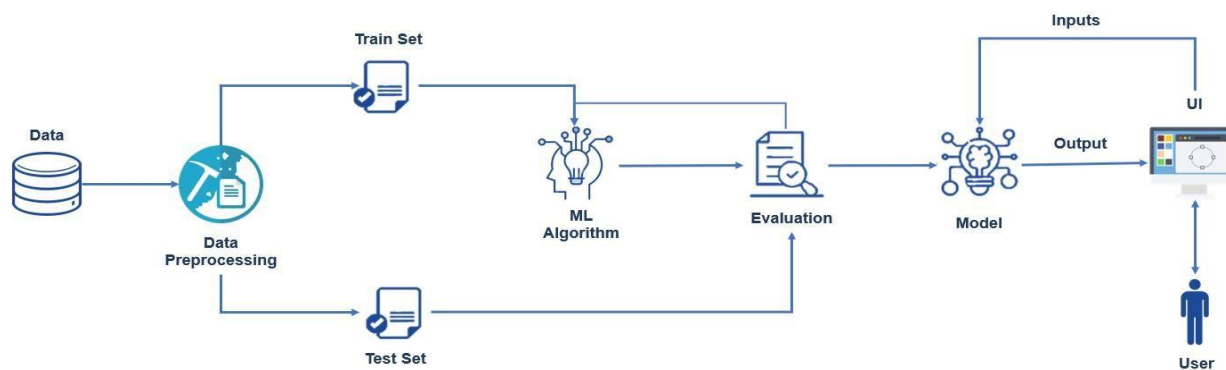 Inputs
Train Set
UI
Data
Output
ML
Algorithm
Evaluation
Model
Data
Preprocessing
Test Set
User